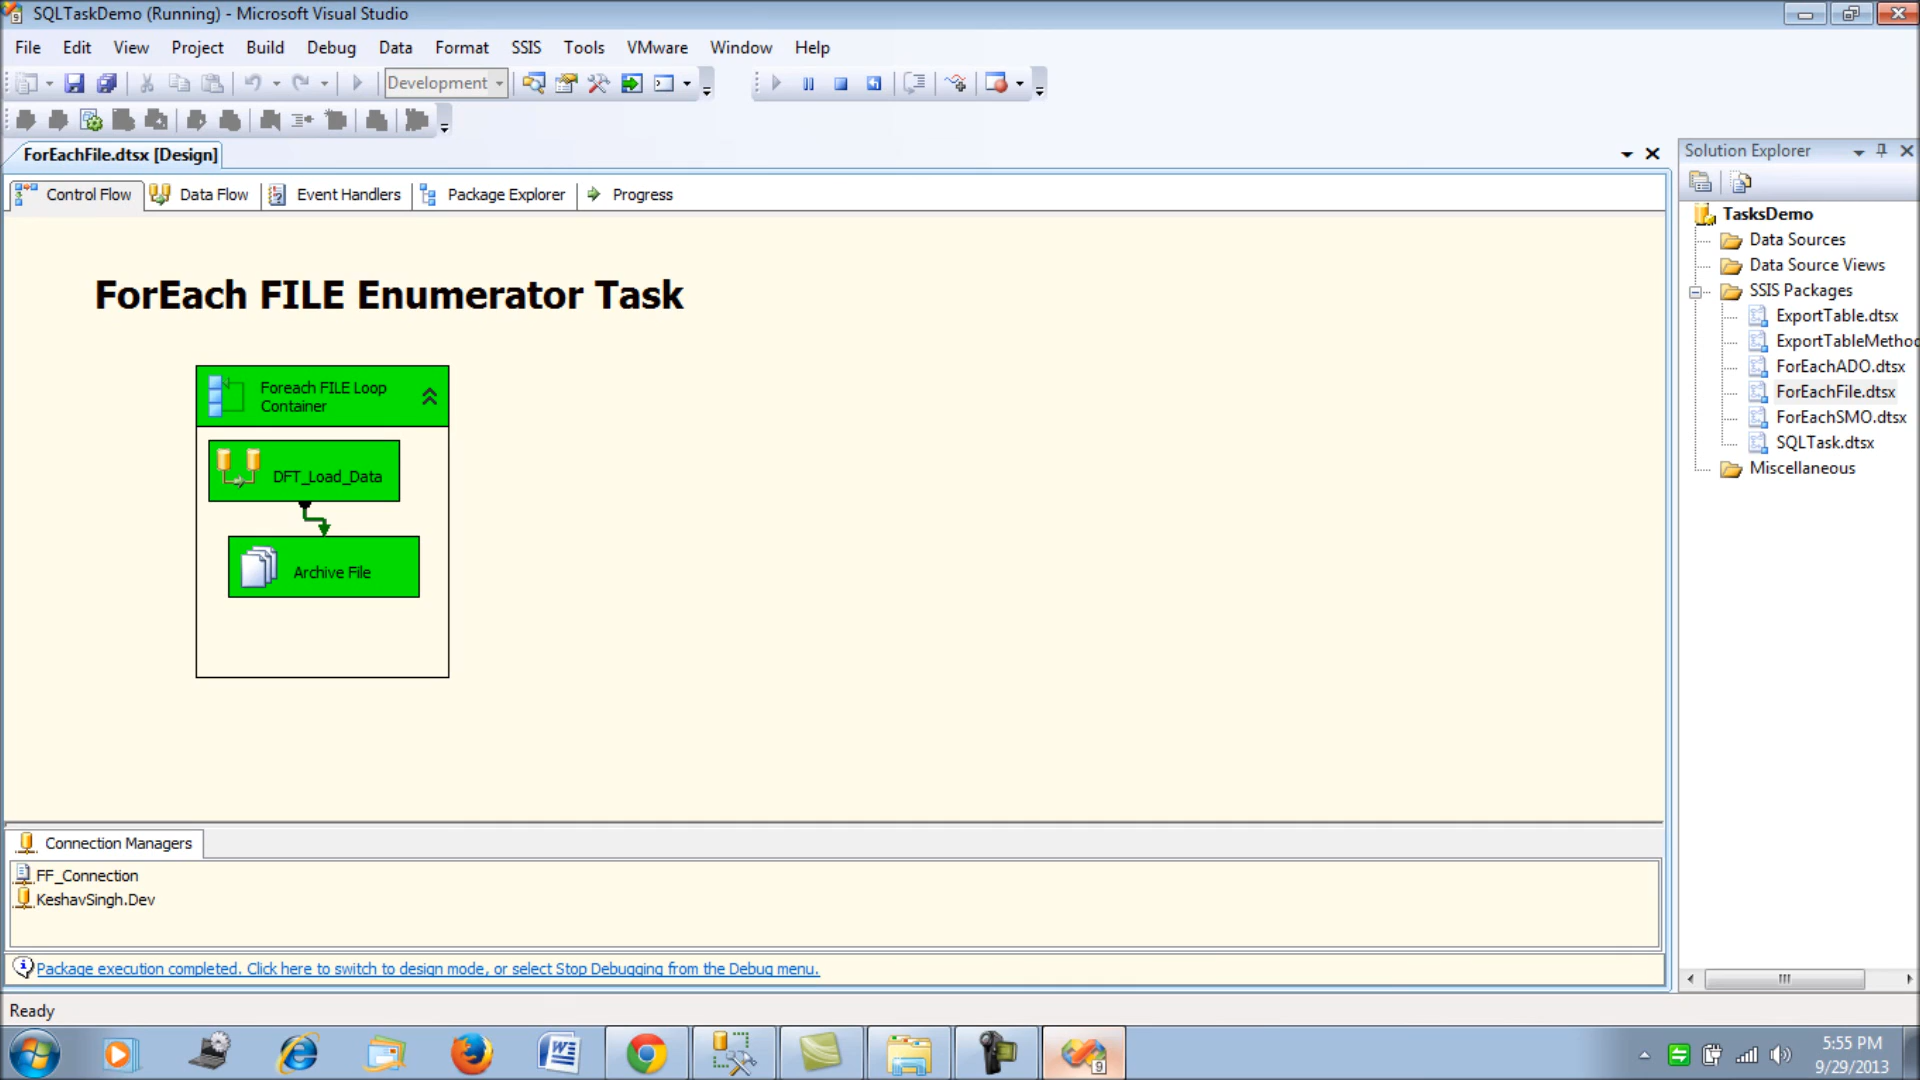 SQLTaskDemo (Running) - Microsoft Visual Studio
File Edit View Project Build Debug Data Format SSIS Tools VMware Window Help
Development
ForEachFile.dtsx [Design]
Solution Explorer
Control Flow Data Flow Event Handlers Package Explorer Progress
TasksDemo
Data Sources
Data Source Views
SSIS Packages
ExportTable.dtsx
ExportTableMethod
ForEachADO.dtsx
ForEachFile.dtsx
ForEachSMO.dtsx
SQLTask.dtsx
Miscellaneous
ForEach FILE Enumerator Task
Foreach FILE Loop
Container
DFT_Load_Data
Archive File
Connection Managers
FF_Connection
KeshavSingh.Dev
Package execution completed. Click here to switch to design mode, or select Stop Debugging from the Debug menu.
Ready
5:55 PM
9/29/2013